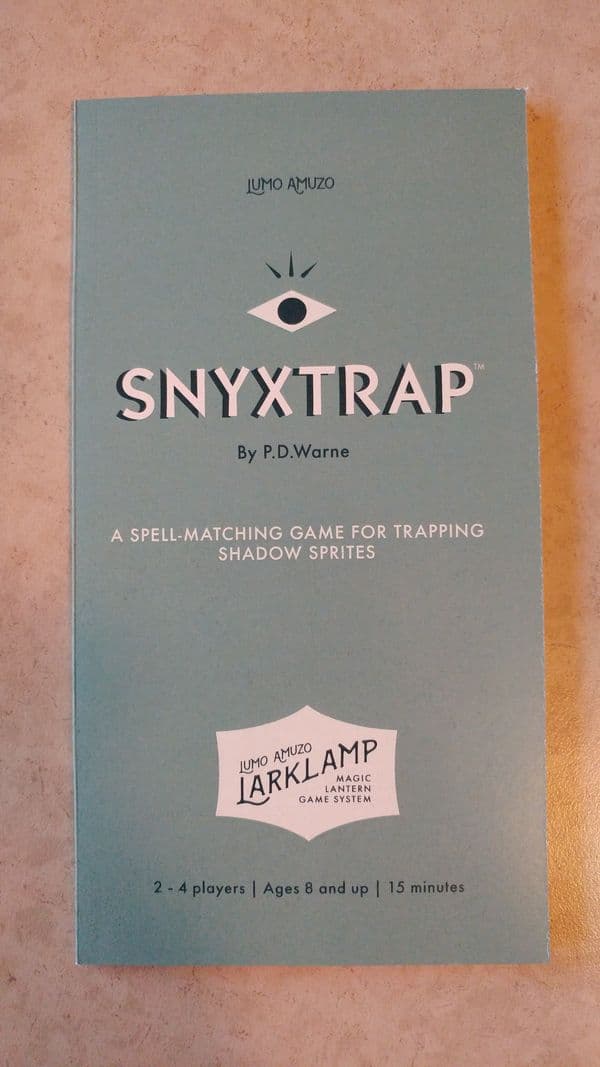 LUMO AMUZO
SNYXTRAP™
By P.D.Warne
A SPELL-MATCHING GAME FOR TRAPPING
SHADOW SPRITES
LUMO AMUZO
LARKLAMP
MAGIC
LANTERN
GAME SYSTEM
2 - 4 players | Ages 8 and up | 15 minutes